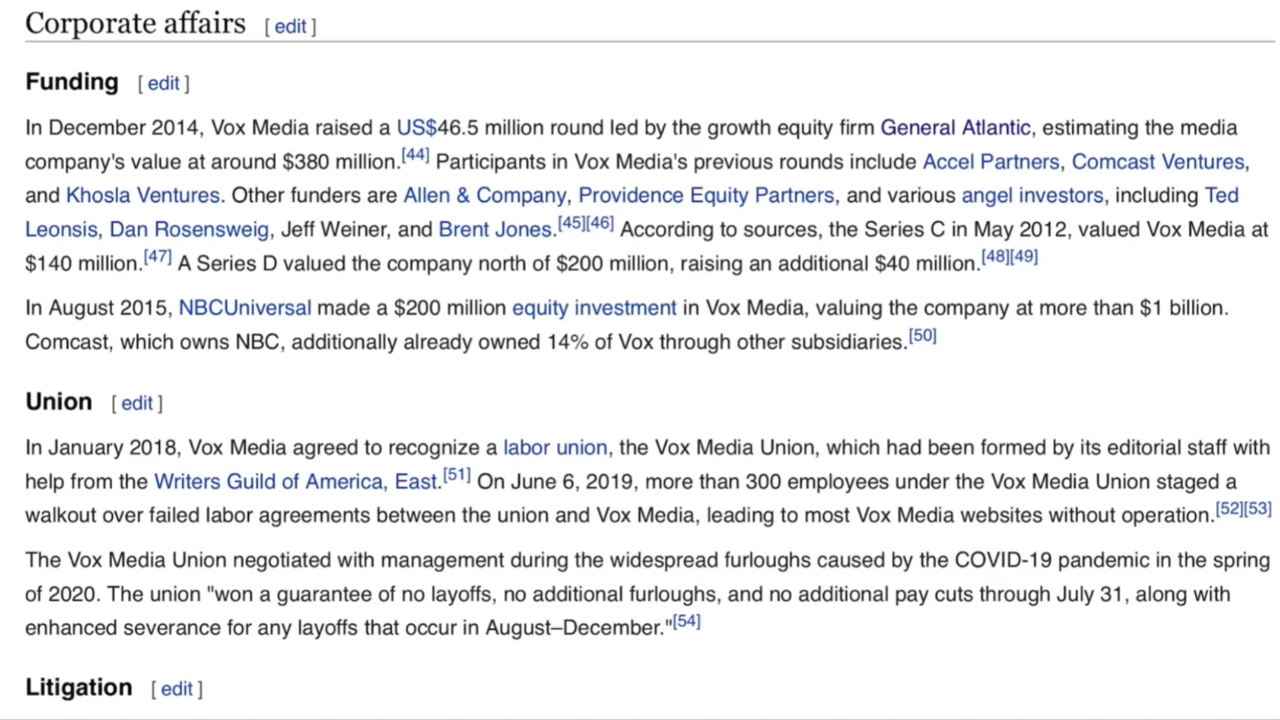 Corporate affairs [ edit ]
Funding [ edit ]
In December 2014, Vox Media raised a US$46.5 million round led by the growth equity firm General Atlantic, estimating the media
company's value at around $380 million.[44] Participants in Vox Media's previous rounds include Accel Partners, Comcast Ventures,
and Khosla Ventures. Other funders are Allen & Company, Providence Equity Partners, and various angel investors, including Ted
Leonsis, Dan Rosensweig, Jeff Weiner, and Brent Jones.[45][46] According to sources, the Series C in May 2012, valued Vox Media at
$140 million.[47] A Series D valued the company north of $200 million, raising an additional $40 million.[48][49]
In August 2015, NBCUniversal made a $200 million equity investment in Vox Media, valuing the company at more than $1 billion.
Comcast, which owns NBC, additionally already owned 14% of Vox through other subsidiaries.[50]
Union [ edit ]
In January 2018, Vox Media agreed to recognize a labor union, the Vox Media Union, which had been formed by its editorial staff with
help from the Writers Guild of America, East.[51] On June 6, 2019, more than 300 employees under the Vox Media Union staged a
walkout over failed labor agreements between the union and Vox Media, leading to most Vox Media websites without operation.[52][53]
The Vox Media Union negotiated with management during the widespread furloughs caused by the COVID-19 pandemic in the spring
of 2020. The union "won a guarantee of no layoffs, no additional furloughs, and no additional pay cuts through July 31, along with
enhanced severance for any layoffs that occur in August–December."[54]
Litigation [ edit ]